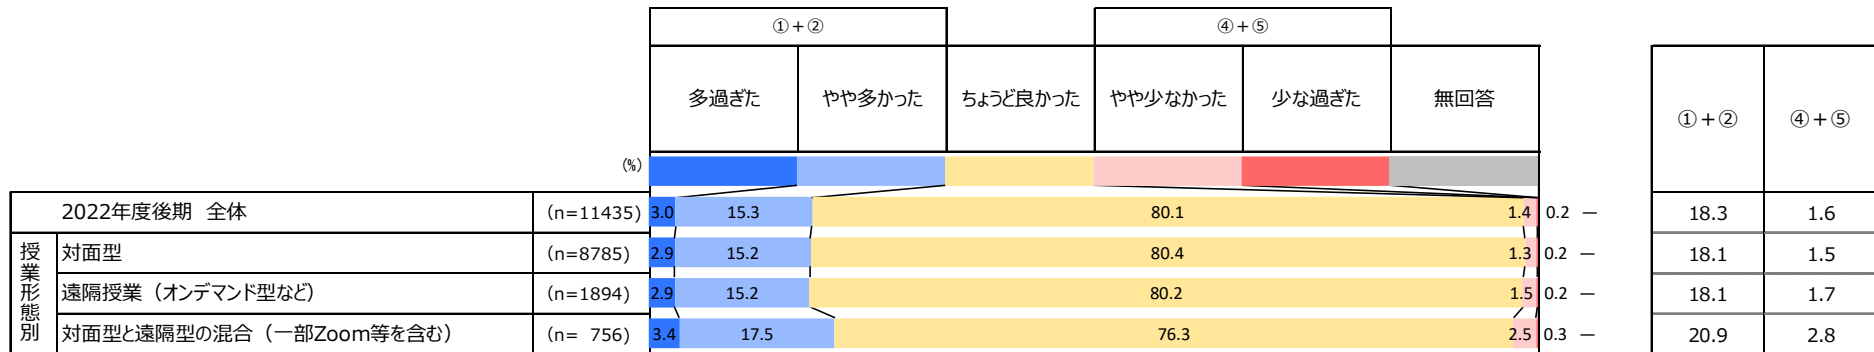 ①+② ④+⑤
多過ぎた やや多かった ちょうど良かった やや少なかった 少な過ぎた 無回答 ①+② ④+⑤
(%)
2022年度後期 全体 (n=11435) 3.0 15.3 80.1 1.4 0.2 — 18.3 1.6
授業形態別
対面型 (n=8785) 2.9 15.2 80.4 1.3 0.2 — 18.1 1.5
遠隔授業（オンデマンド型など） (n=1894) 2.9 15.2 80.2 1.5 0.2 — 18.1 1.7
対面型と遠隔型の混合（一部Zoom等を含む） (n= 756) 3.4 17.5 76.3 2.5 0.3 — 20.9 2.8